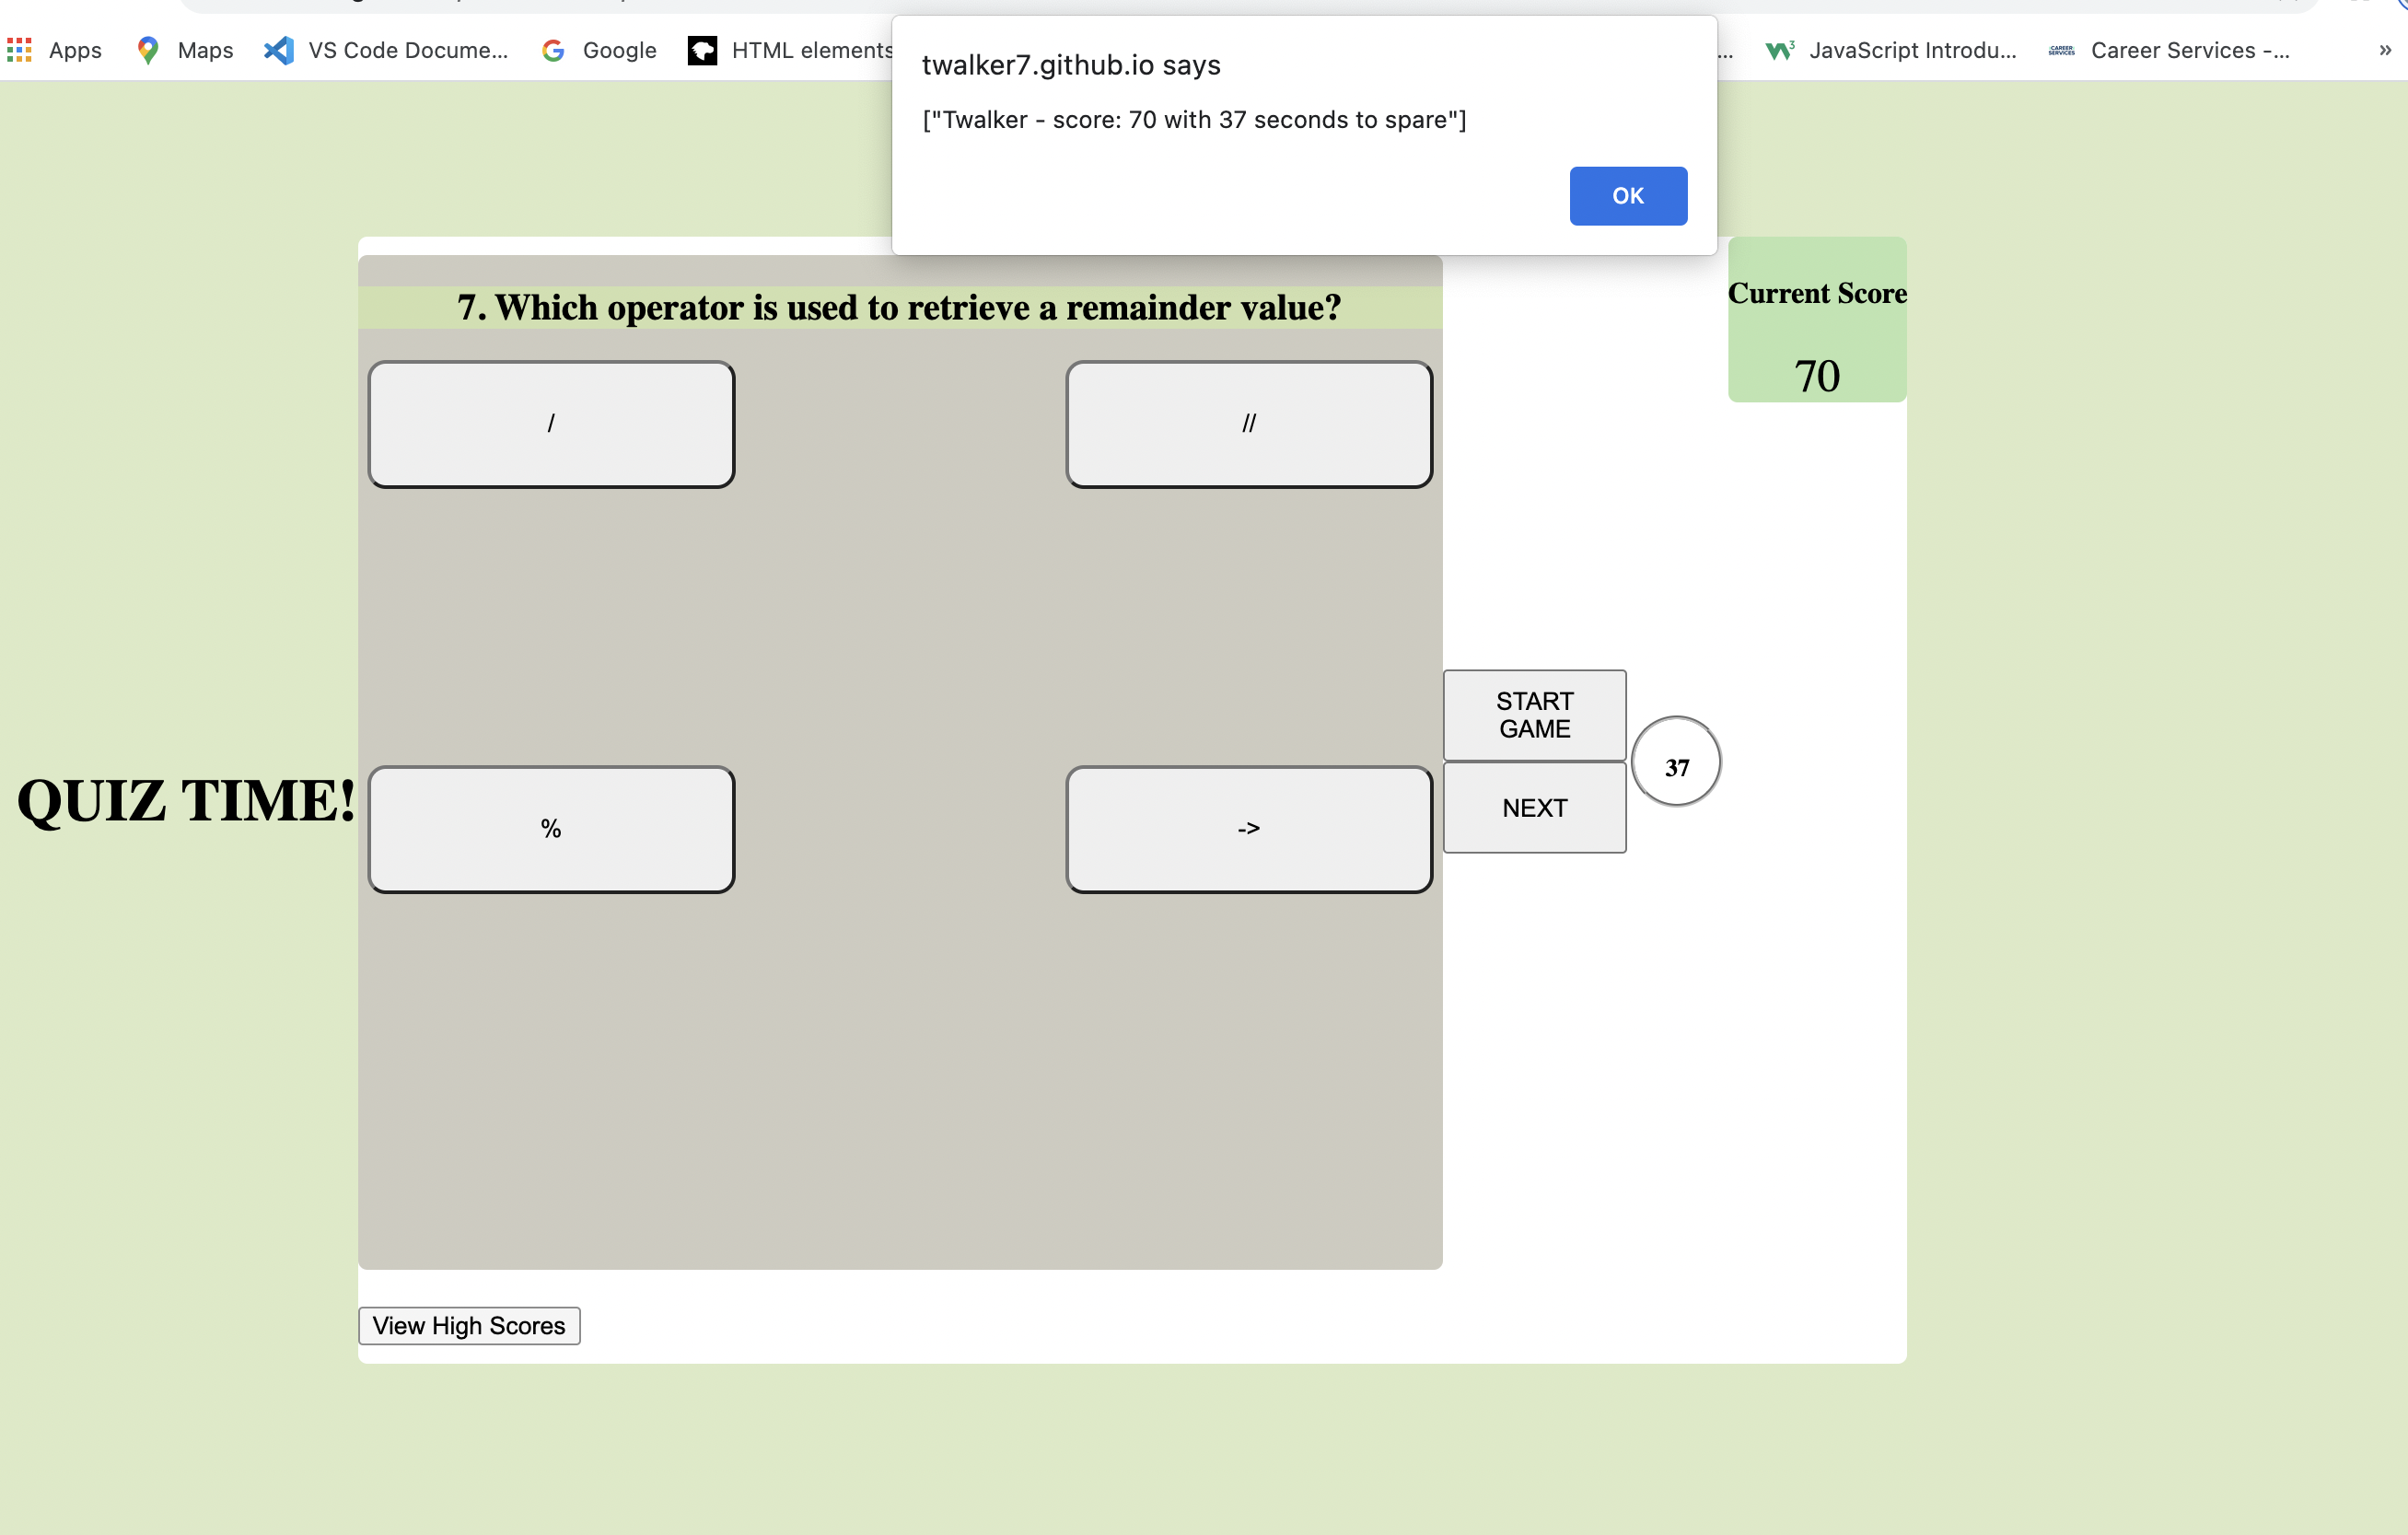 Apps Maps VS Code Docume... Google HTML elements ... JavaScript Introdu... CAREER SERVICES Career Services -... »
twalker7.github.io says
["Twalker - score: 70 with 37 seconds to spare"]
OK
Current Score
70
7. Which operator is used to retrieve a remainder value?
/ //
START
GAME
37
NEXT
QUIZ TIME!
% ->
View High Scores